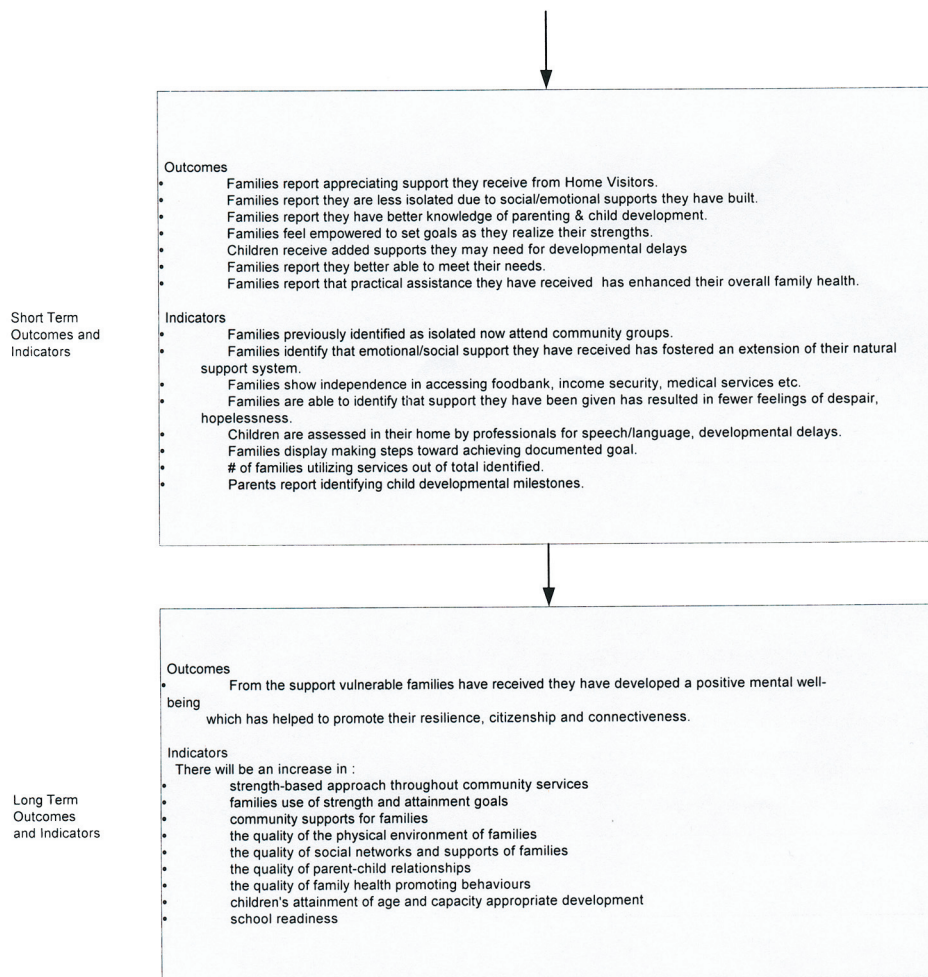 Outcomes
• Families report appreciating support they receive from Home Visitors.
• Families report they are less isolated due to social/emotional supports they have built.
• Families report they have better knowledge of parenting & child development.
• Families feel empowered to set goals as they realize their strengths.
• Children receive added supports they may need for developmental delays
• Families report they better able to meet their needs.
• Families report that practical assistance they have received has enhanced their overall family health.
Short Term
Outcomes and
Indicators
Indicators
• Families previously identified as isolated now attend community groups.
• Families identify that emotional/social support they have received has fostered an extension of their natural
support system.
• Families show independence in accessing foodbank, income security, medical services etc.
• Families are able to identify that support they have been given has resulted in fewer feelings of despair,
hopelessness.
• Children are assessed in their home by professionals for speech/language, developmental delays.
• Families display making steps toward achieving documented goal.
• # of families utilizing services out of total identified.
• Parents report identifying child developmental milestones.
Outcomes
• From the support vulnerable families have received they have developed a positive mental well-
being
which has helped to promote their resilience, citizenship and connectiveness.
Long Term
Outcomes
and Indicators
Indicators
There will be an increase in :
• strength-based approach throughout community services
• families use of strength and attainment goals
• community supports for families
• the quality of the physical environment of families
• the quality of social networks and supports of families
• the quality of parent-child relationships
• the quality of family health promoting behaviours
• children's attainment of age and capacity appropriate development
• school readiness